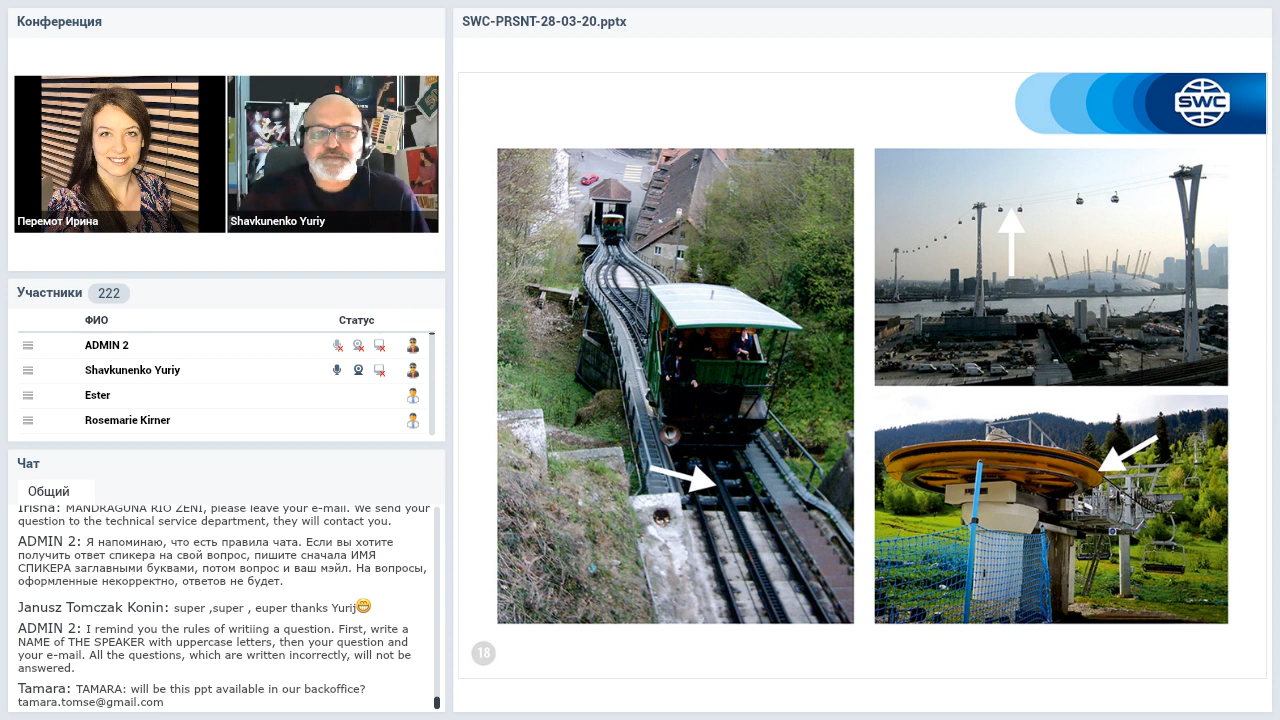 Конференция
Перемот Ирина
Shavkunenko Yuriy
Участники 222
ФИО Статус
ADMIN 2
Shavkunenko Yuriy
Ester
Rosemarie Kirner
Чат
Общий
Irisha: MANDRAGUNA RIO ZENI, please leave your e-mail. We send your
question to the technical service department, they will contact you.
ADMIN 2: Я напоминаю, что есть правила чата. Если вы хотите
получить ответ спикера на свой вопрос, пишите сначала ИМЯ
СПИКЕРА заглавными буквами, потом вопрос и ваш мэйл. На вопросы,
оформленные некорректно, ответов не будет.
Janusz Tomczak Konin: super ,super , euper thanks Yurij
ADMIN 2: I remind you the rules of writiing a question. First, write a
NAME of THE SPEAKER with uppercase letters, then your question and
your e-mail. All the questions, which are written incorrectly, will not be
answered.
Tamara: TAMARA: will be this ppt available in our backoffice?
tamara.tomse@gmail.com
SWC-PRSNT-28-03-20.pptx
SWC
18